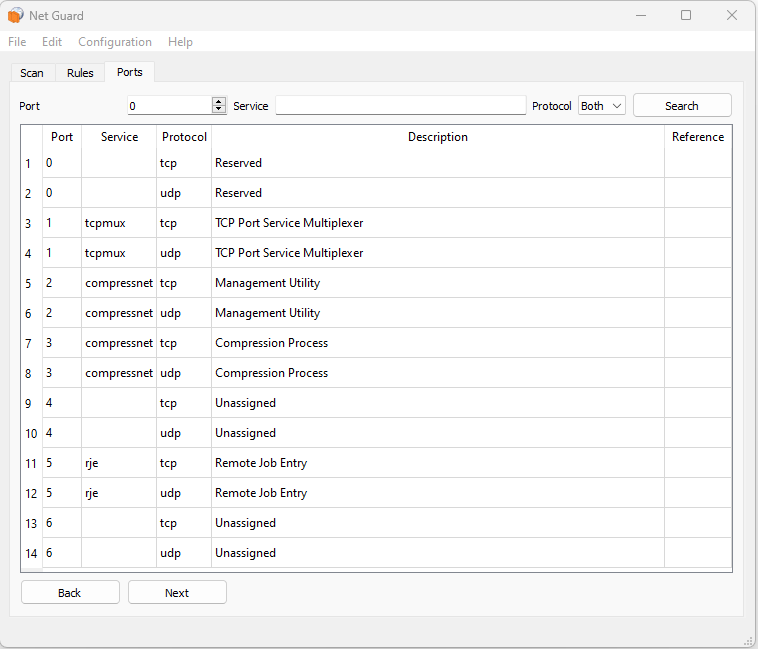 Net Guard
File Edit Configuration Help
Scan Rules Ports
Port 0 Service Protocol Both Search
Port Service Protocol Description Reference
1 0 tcp Reserved
2 0 udp Reserved
3 1 tcpmux tcp TCP Port Service Multiplexer
4 1 tcpmux udp TCP Port Service Multiplexer
5 2 compressnet tcp Management Utility
6 2 compressnet udp Management Utility
7 3 compressnet tcp Compression Process
8 3 compressnet udp Compression Process
9 4 tcp Unassigned
10 4 udp Unassigned
11 5 rje tcp Remote Job Entry
12 5 rje udp Remote Job Entry
13 6 tcp Unassigned
14 6 udp Unassigned
Back Next